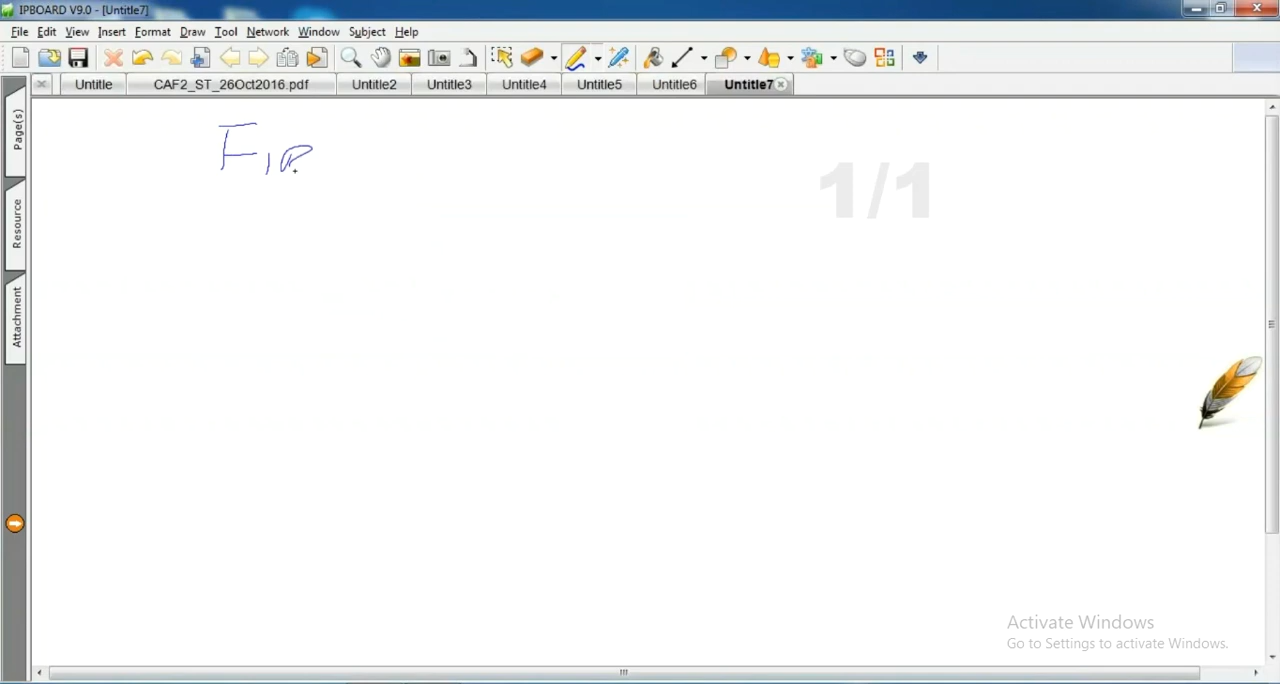 IPBOARD V9.0 - [Untitle7]
File Edit View Insert Format Draw Tool Network Window Subject Help
Untitle CAF2_ST_26Oct2016.pdf Untitle2 Untitle3 Untitle4 Untitle5 Untitle6 Untitle7
Page(s)
Resource
Attachment
1/1
Activate Windows
Go to Settings to activate Windows.